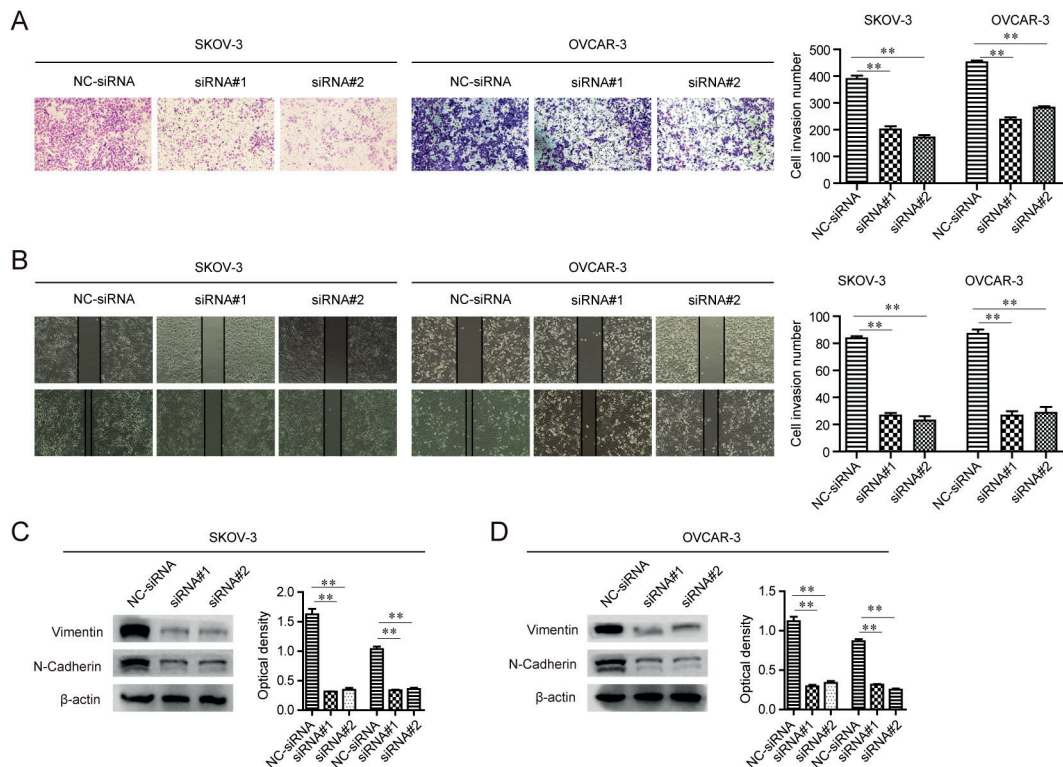 A
SKOV-3
OVCAR-3
NC-siRNA siRNA#1 siRNA#2 NC-siRNA siRNA#1 siRNA#2
SKOV-3 OVCAR-3
Cell invasion number
500
400
300
200
100
0
** ** ** **
NC-siRNA siRNA#1 siRNA#2 NC-siRNA siRNA#1 siRNA#2
B
SKOV-3
OVCAR-3
NC-siRNA siRNA#1 siRNA#2 NC-siRNA siRNA#1 siRNA#2
SKOV-3 OVCAR-3
Cell invasion number
100
80
60
40
20
0
** ** ** **
NC-siRNA siRNA#1 siRNA#2 NC-siRNA siRNA#1 siRNA#2
C
SKOV-3
NC-siRNA siRNA#1 siRNA#2
Vimentin
N-Cadherin
β-actin
Optical density
2.0
1.5
1.0
0.5
0.0
** ** ** **
NC-siRNA siRNA#1 siRNA#2 NC-siRNA siRNA#1 siRNA#2
D
OVCAR-3
NC-siRNA siRNA#1 siRNA#2
Vimentin
N-Cadherin
β-actin
Optical density
1.5
1.0
0.5
0.0
** ** ** **
NC-siRNA siRNA#1 siRNA#2 NC-siRNA siRNA#1 siRNA#2